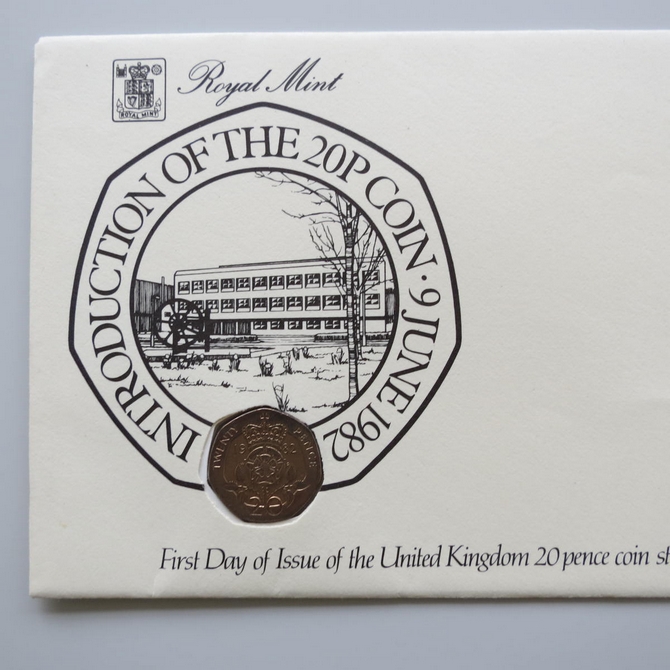 Royal Mint
ROYAL MINT
INTRODUCTION OF THE 20P COIN · 9 JUNE 1982
TWENTY PENCE
20
First Day of Issue of the United Kingdom 20 pence coin